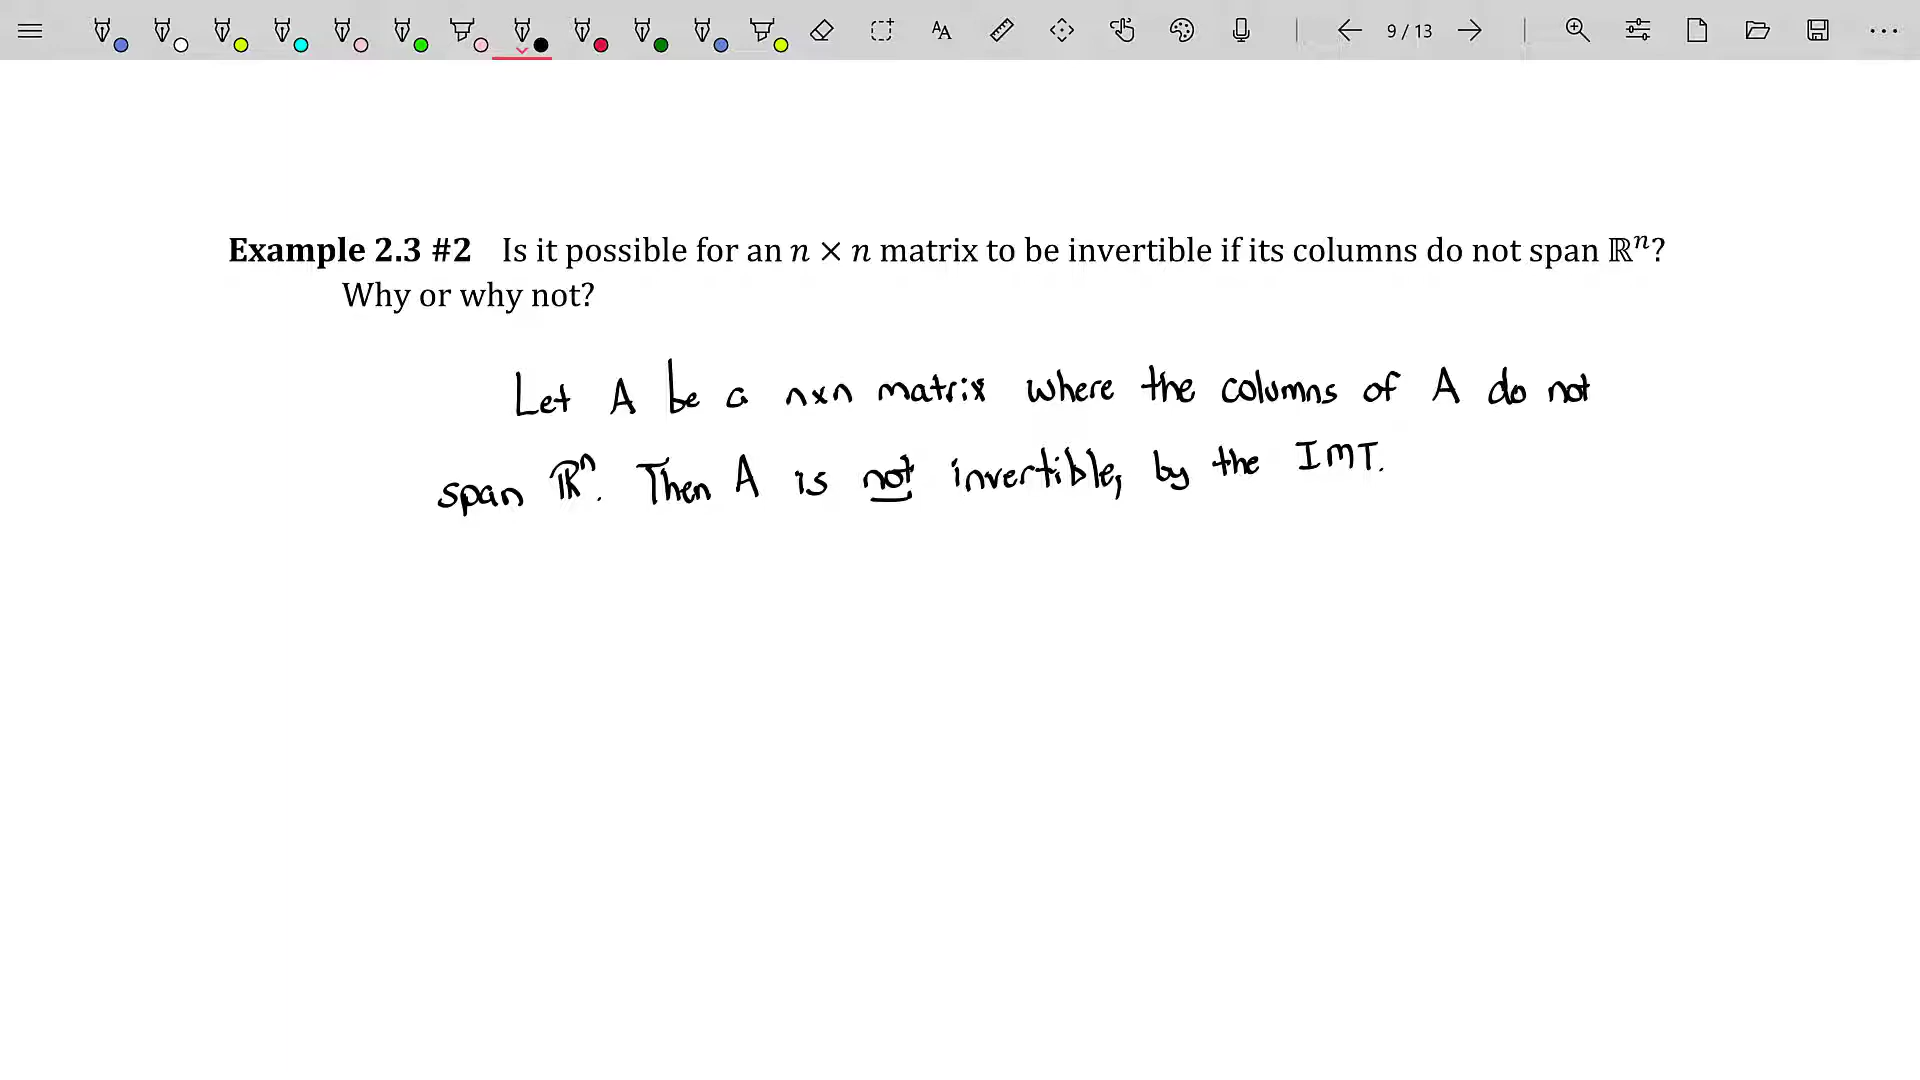 9 / 13
Example 2.3 #2 Is it possible for an n × n matrix to be invertible if its columns do not span ℝⁿ?
Why or why not?
Let A be a nxn matrix where the columns of A do not
span ℝⁿ. Then A is not invertible, by the IMT.